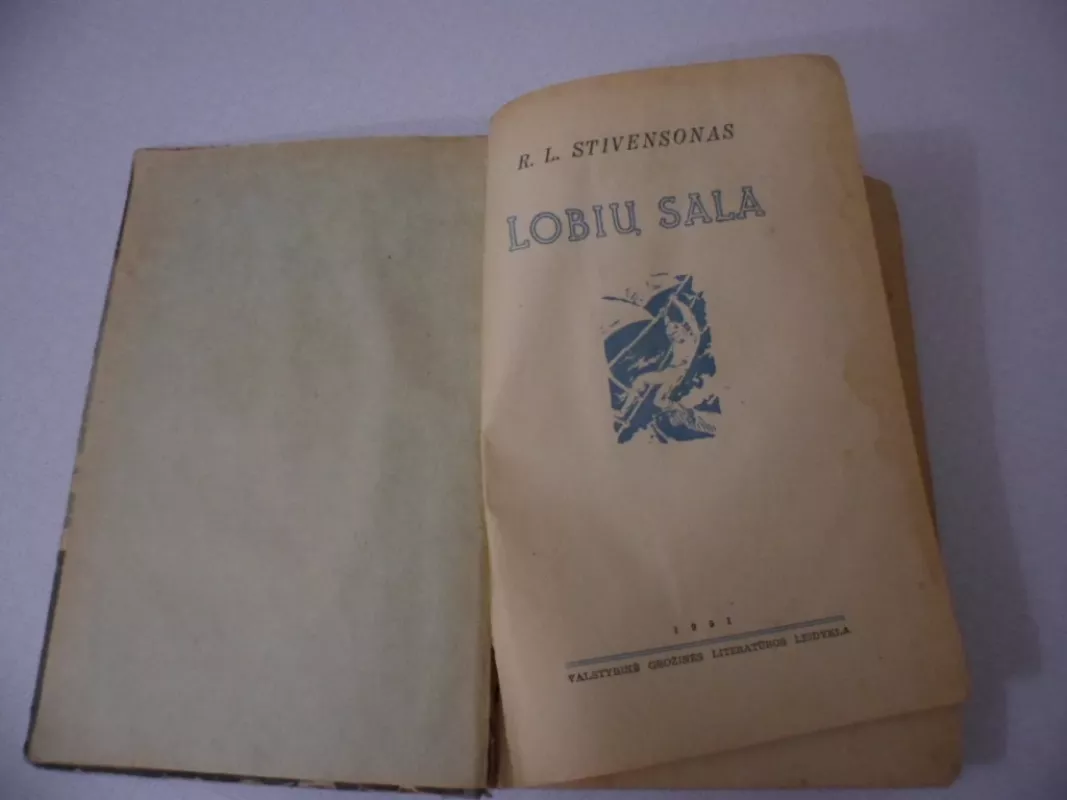 R. L. STIVENSONAS
LOBIŲ SALA
VALSTYBINĖ GROŽINĖS LITERATŪROS LEIDYKLA